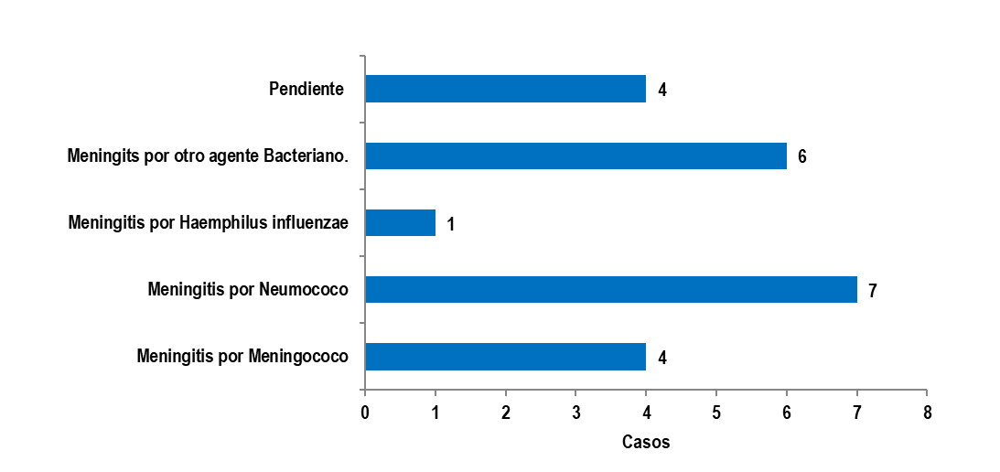 Pendiente
4
Meningits por otro agente Bacteriano.
6
Meningitis por Haemphilus influenzae
1
Meningitis por Neumococo
7
Meningitis por Meningococo
4
0 1 2 3 4 5 6 7 8
Casos